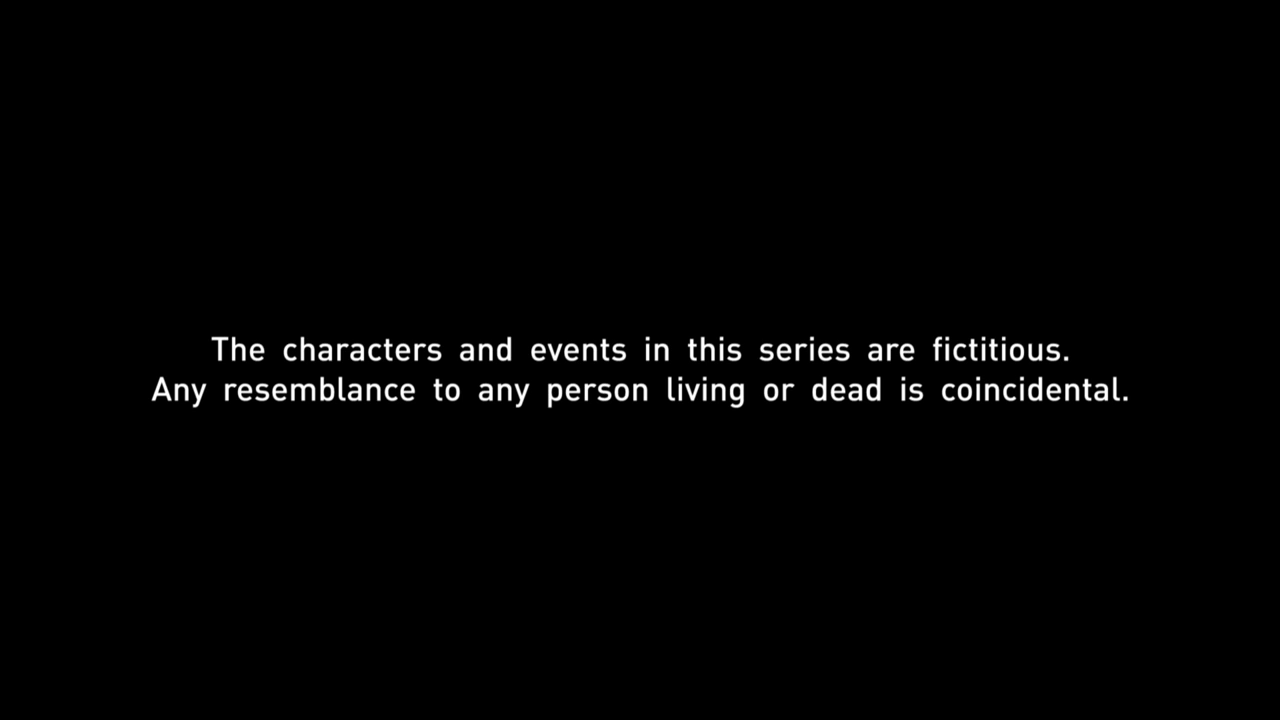 The characters and events in this series are fictitious.
Any resemblance to any person living or dead is coincidental.